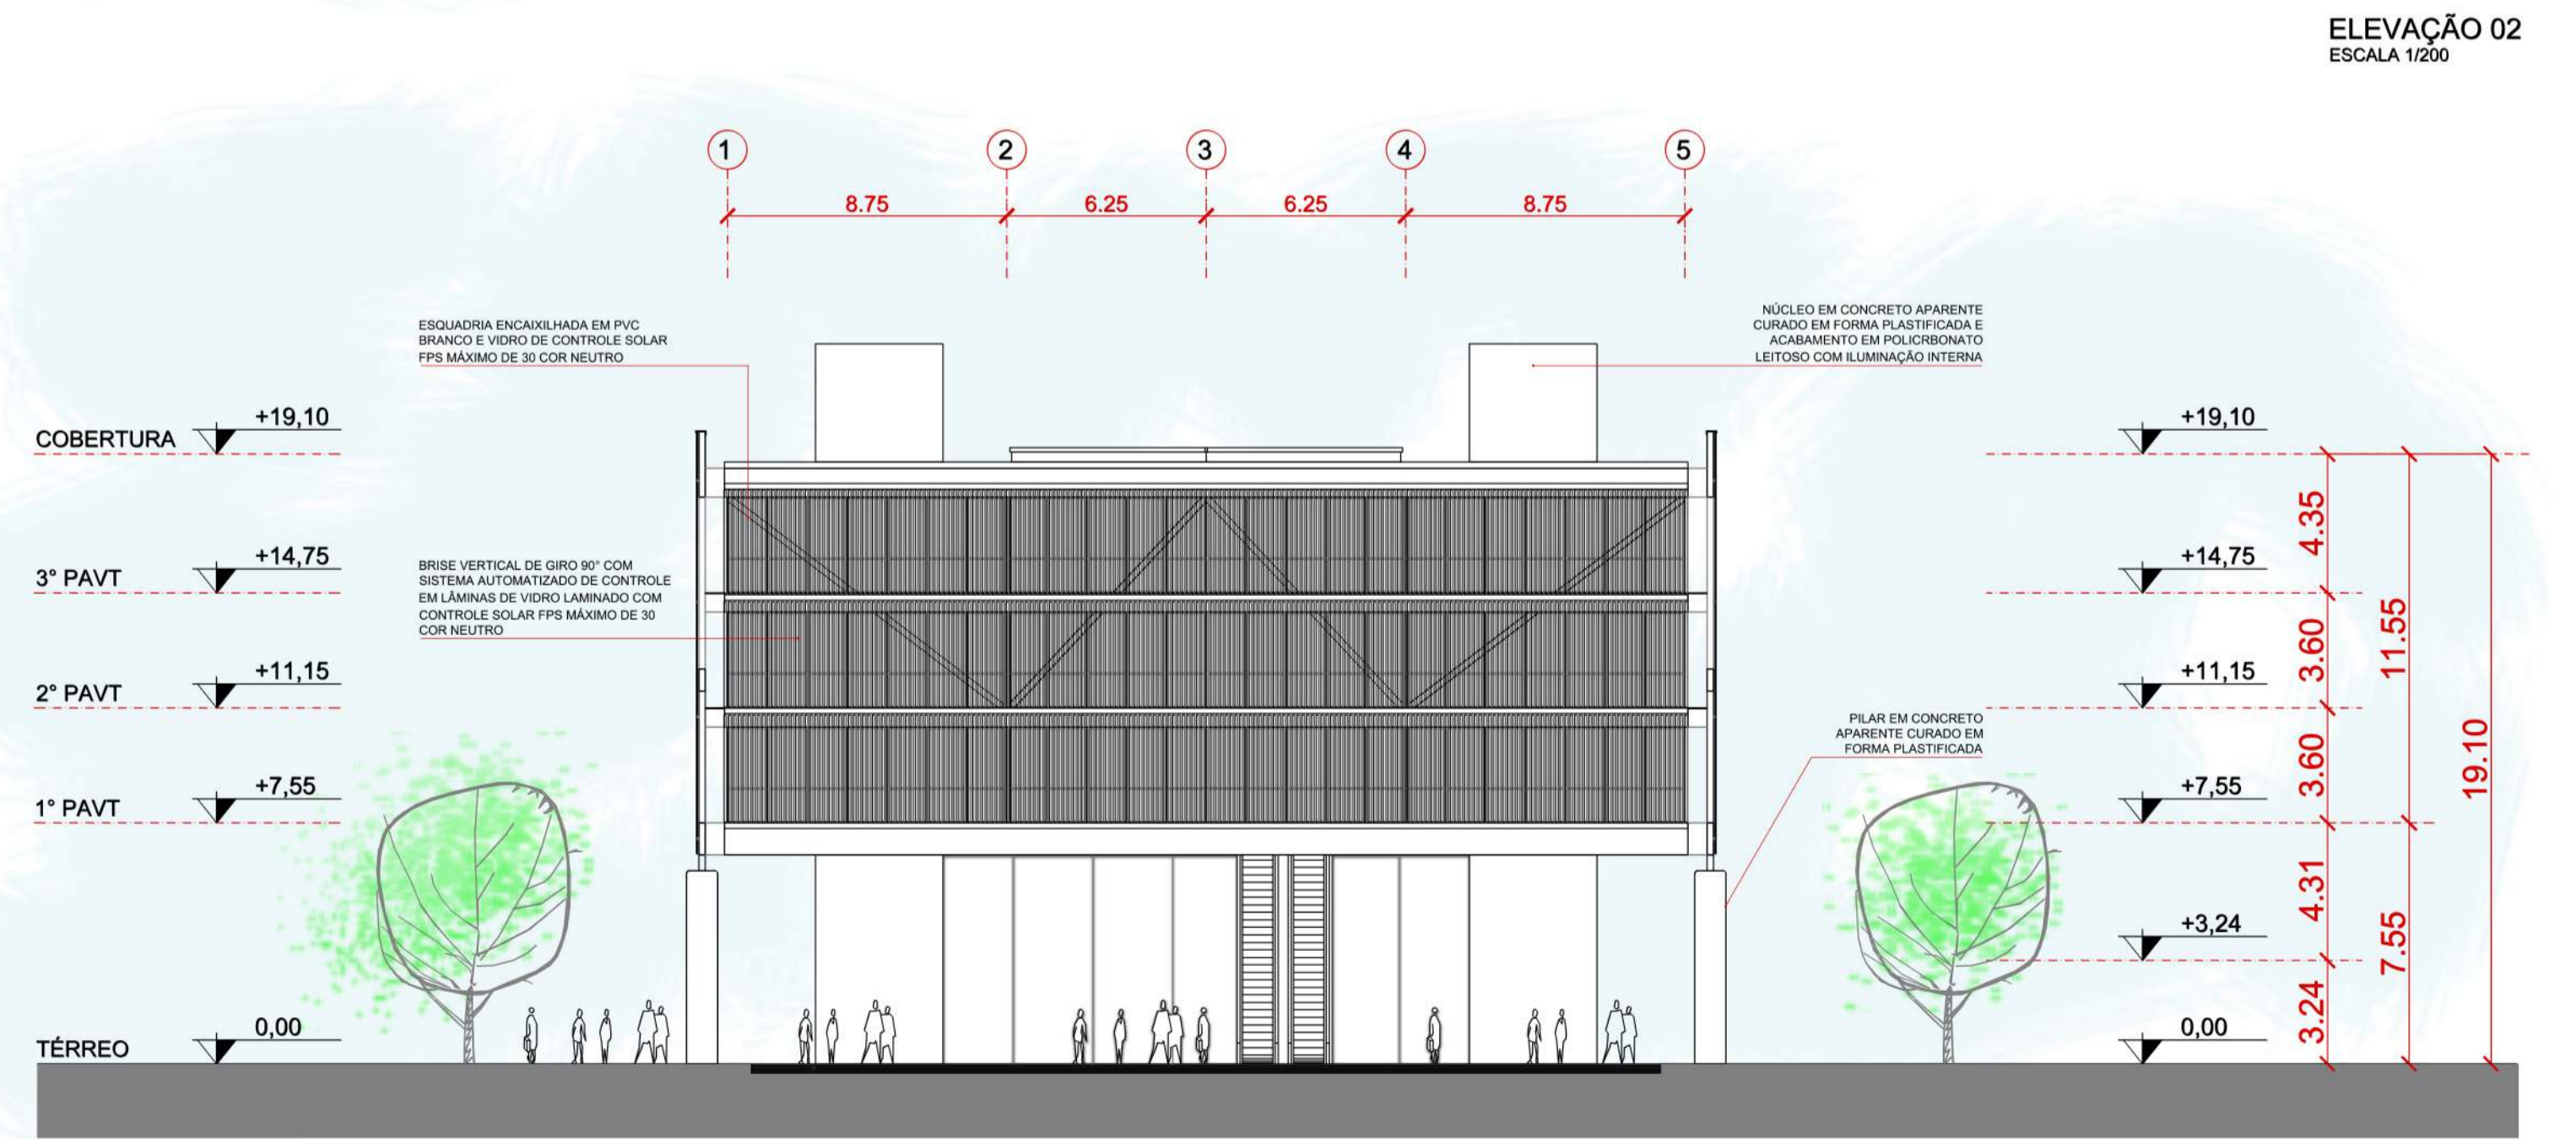 ELEVAÇÃO 02
ESCALA 1/200
1
2
3
4
5
8.75
6.25
6.25
8.75
ESQUADRIA ENCAIXILHADA EM PVC
BRANCO E VIDRO DE CONTROLE SOLAR
FPS MÁXIMO DE 30 COR NEUTRO
NÚCLEO EM CONCRETO APARENTE
CURADO EM FORMA PLASTIFICADA E
ACABAMENTO EM POLICRBONATO
LEITOSO COM ILUMINAÇÃO INTERNA
COBERTURA
+19,10
3° PAVT
+14,75
BRISE VERTICAL DE GIRO 90° COM
SISTEMA AUTOMATIZADO DE CONTROLE
EM LÂMINAS DE VIDRO LAMINADO COM
CONTROLE SOLAR FPS MÁXIMO DE 30
COR NEUTRO
2° PAVT
+11,15
1° PAVT
+7,55
TÉRREO
0,00
PILAR EM CONCRETO
APARENTE CURADO EM
FORMA PLASTIFICADA
+19,10
+14,75
+11,15
+7,55
+3,24
0,00
4.35
3.60
3.60
4.31
3.24
11.55
7.55
19.10